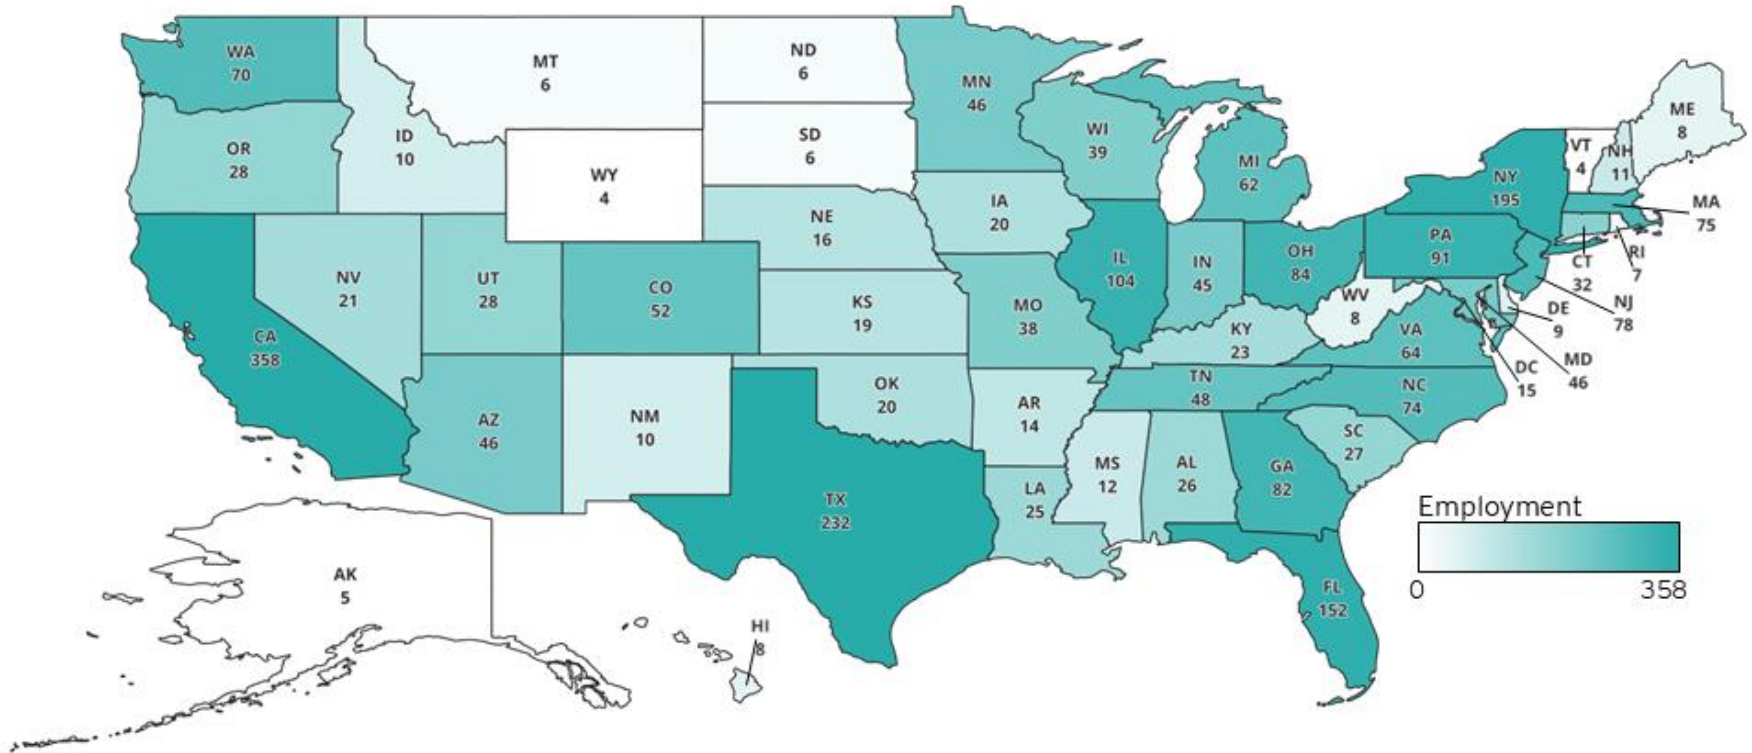 WA
70
MT
6
ND
6
MN
46
ME
8
OR
28
ID
10
SD
6
WI
39
MI
62
VT
4
NH
11
NY
195
MA
75
WY
4
NE
16
IA
20
PA
91
RI
7
CT
32
NV
21
UT
28
CO
52
KS
19
MO
38
IL
104
IN
45
OH
84
WV
8
NJ
78
DE
9
CA
358
KY
23
VA
64
MD
46
DC
15
AZ
46
NM
10
OK
20
AR
14
TN
48
NC
74
SC
27
TX
232
LA
25
MS
12
AL
26
GA
82
Employment
0
358
AK
5
HI
8
FL
152